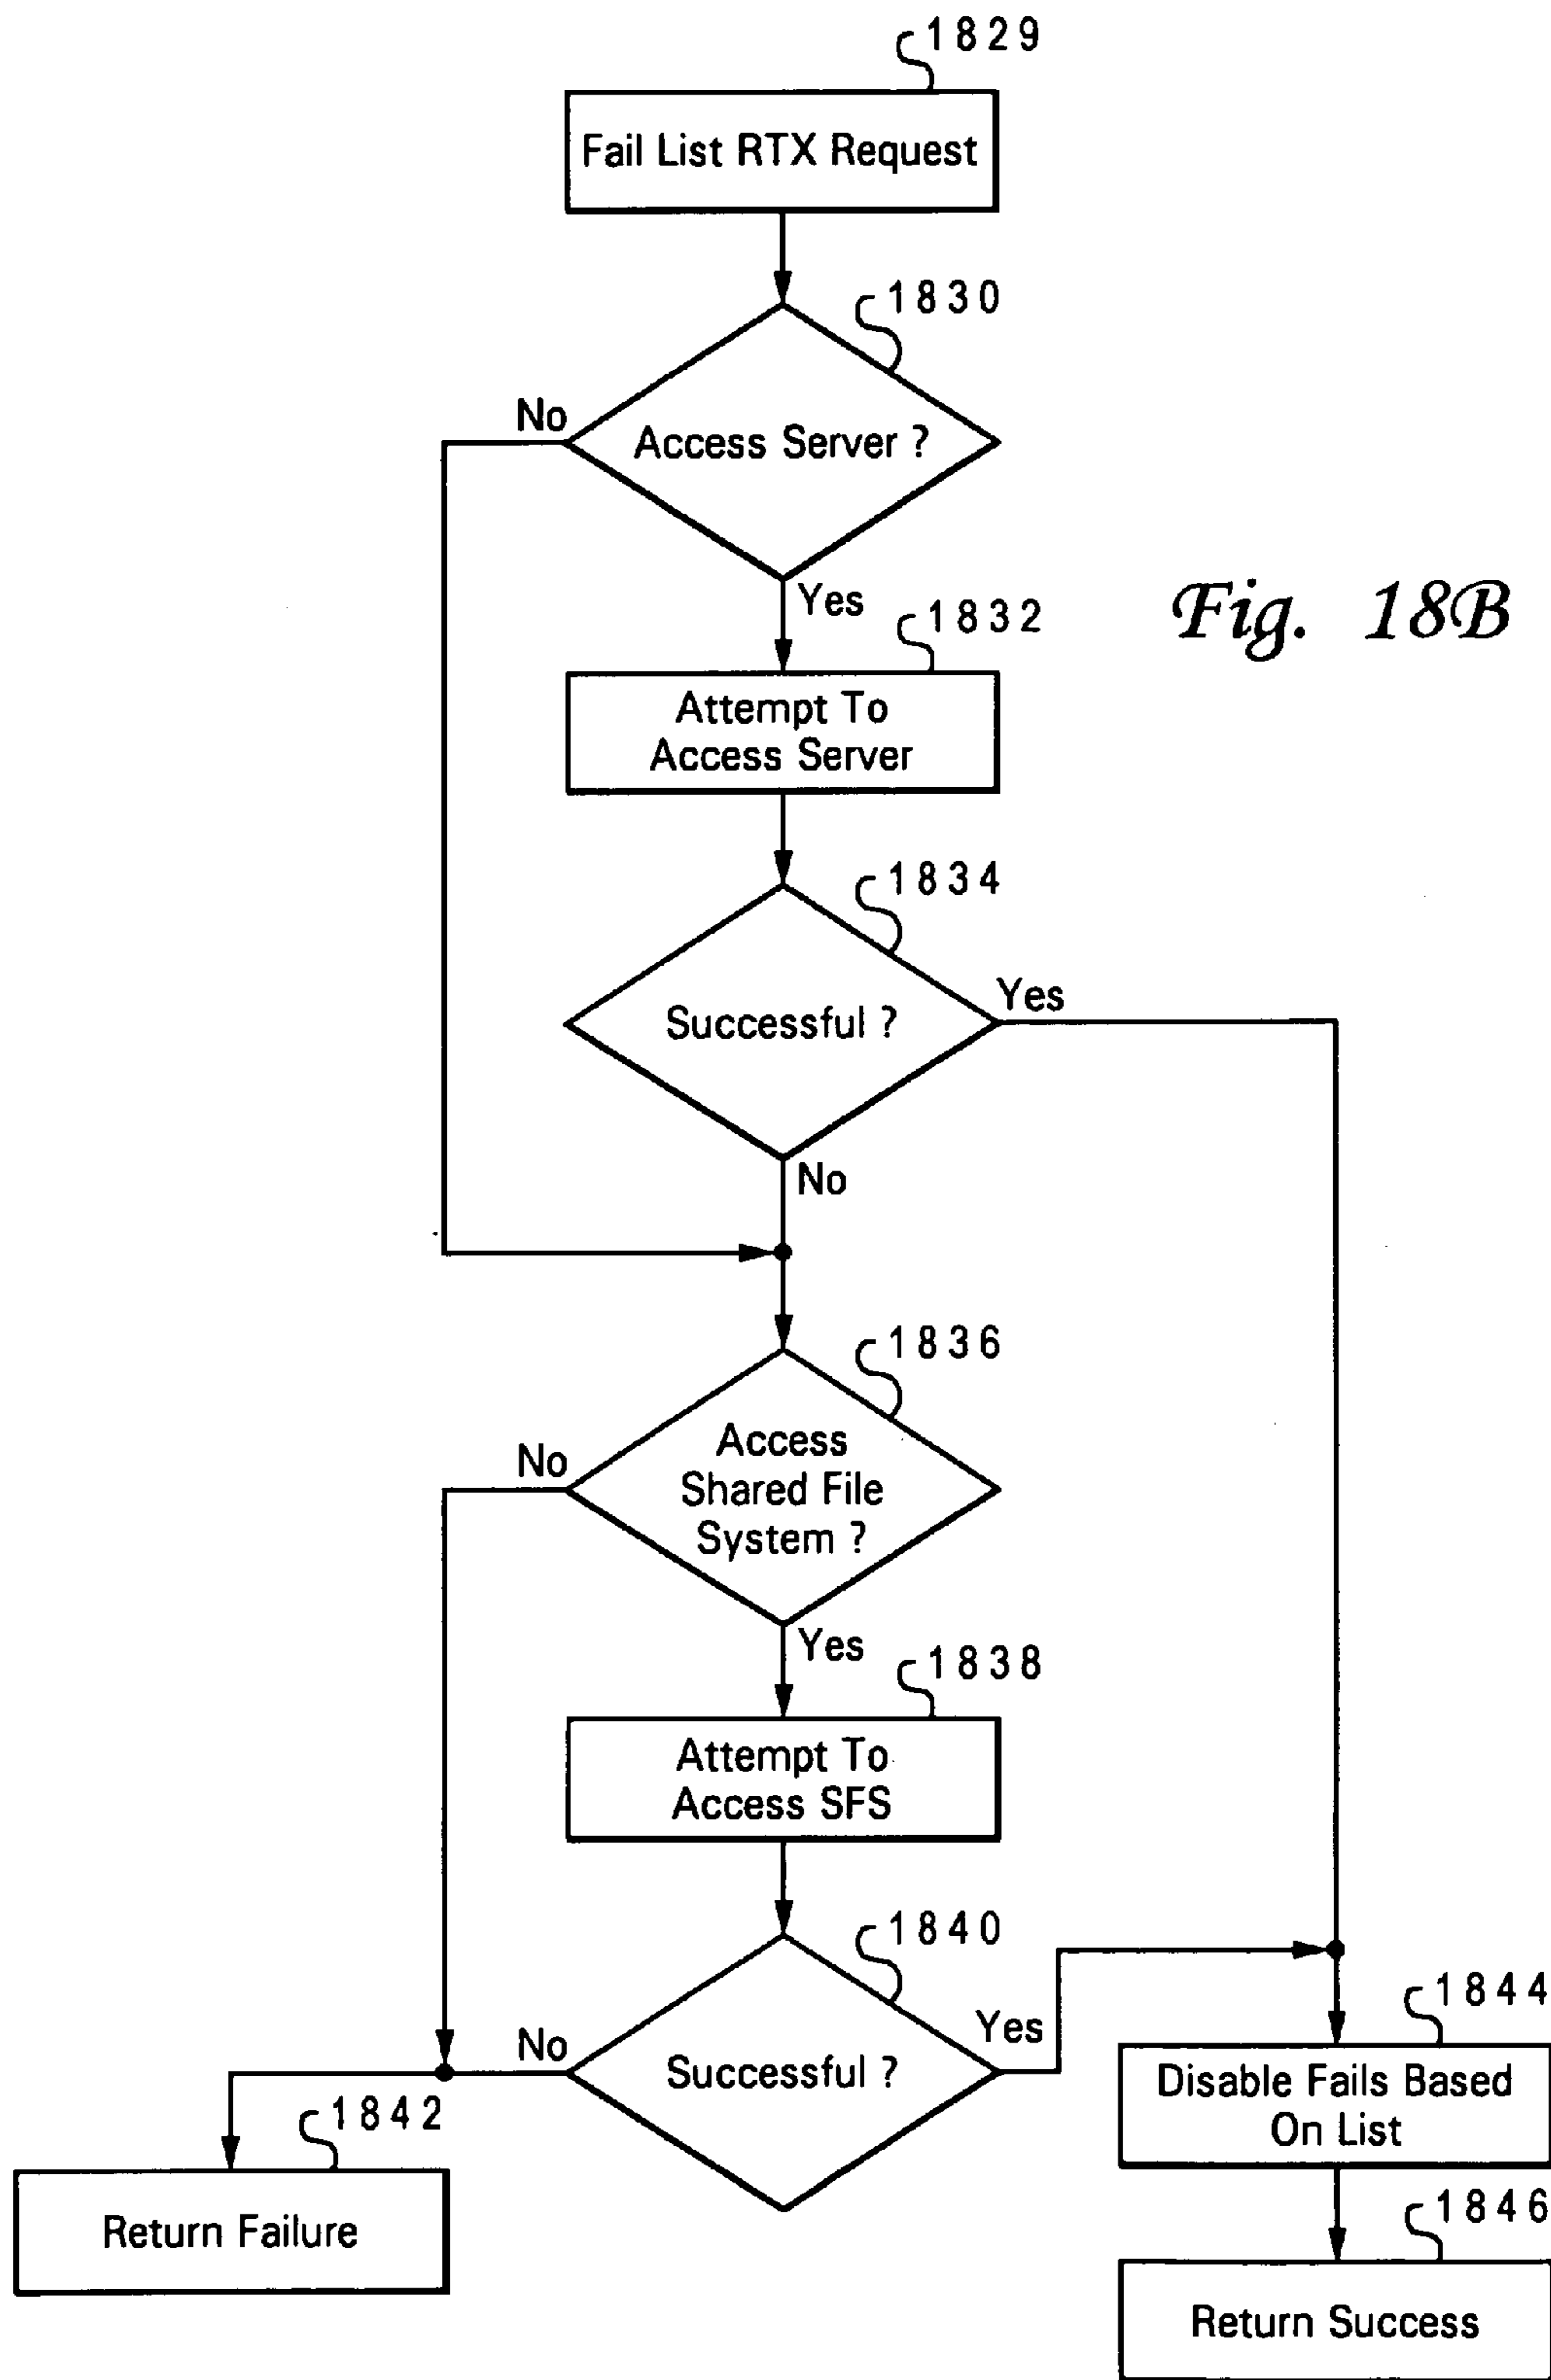 1829
Fail List RTX Request
1830
No
Access Server ?
Yes
Fig. 18B
1832
Attempt To
Access Server
1834
Yes
Successful ?
No
1836
No
Access
Shared File
System ?
Yes
1838
Attempt To
Access SFS
1840
No
Successful ?
Yes
1844
Disable Fails Based
On List
1842
Return Failure
1846
Return Success